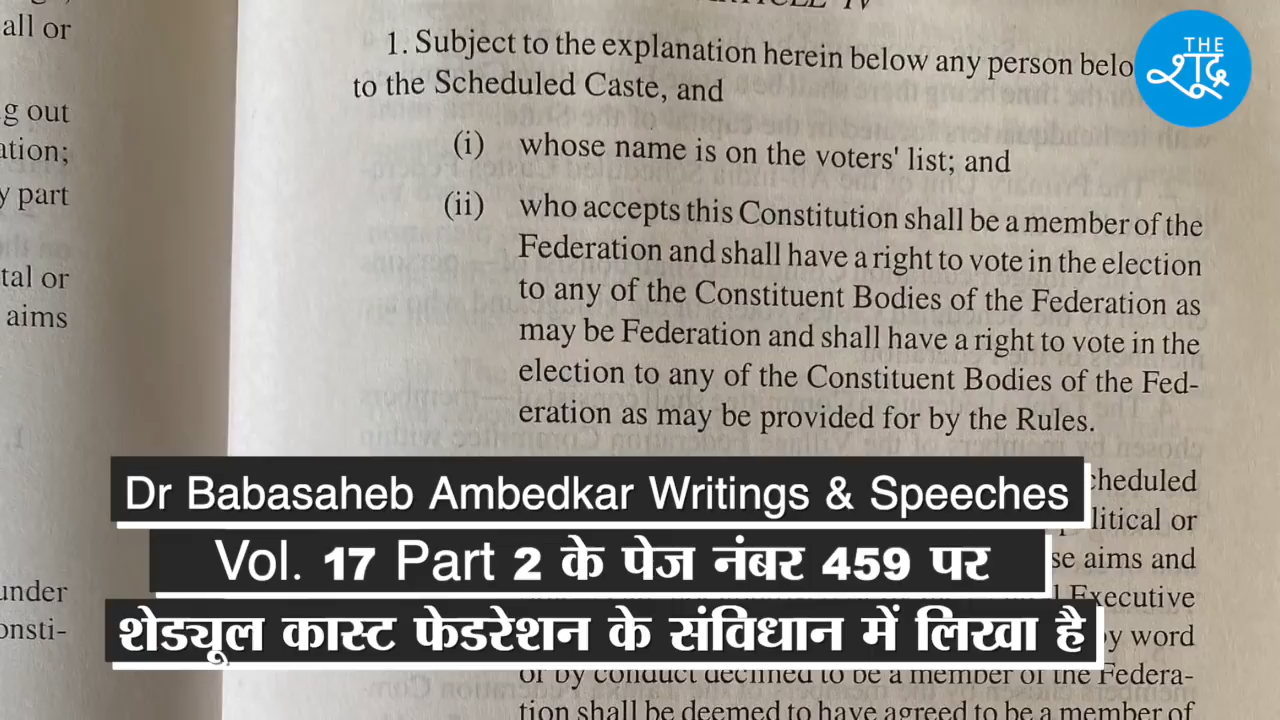 all or
g out
ation;
y part
tal or
aims
under
onsti-
ARTICLE IV
1. Subject to the explanation herein below any person belo
to the Scheduled Caste, and
(i) whose name is on the voters' list; and
(ii) who accepts this Constitution shall be a member of the
Federation and shall have a right to vote in the election
to any of the Constituent Bodies of the Federation as
may be Federation and shall have a right to vote in the
election to any of the Constituent Bodies of the Fed-
eration as may be provided for by the Rules.
cheduled
litical or
se aims and
Executive
by word
or by conduct declined to be a member of the Federa-
tion shall be deemed to have agreed to be a member of
THE
शूद्र
Dr Babasaheb Ambedkar Writings & Speeches
Vol. 17 Part 2 के पेज नंबर 459 पर
शेड्यूल कास्ट फेडरेशन के संविधान में लिखा है